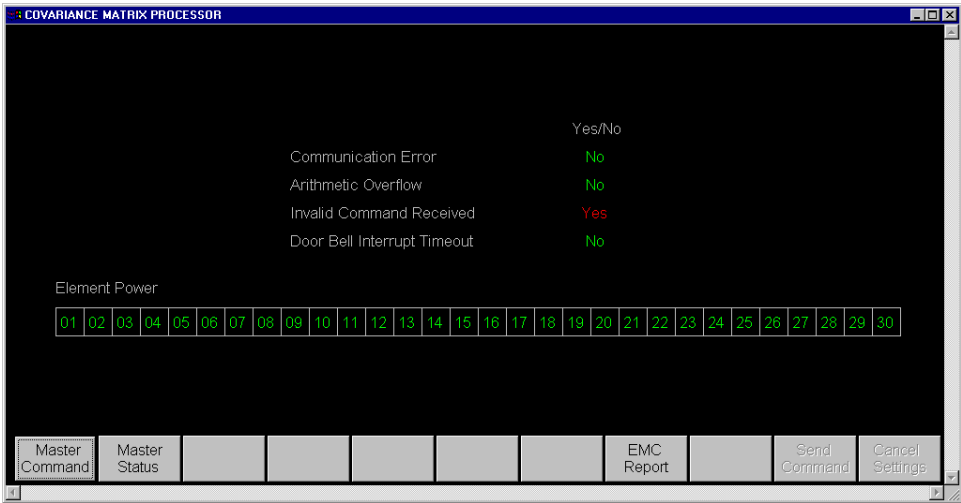 COVARIANCE MATRIX PROCESSOR
Yes/No
Communication Error No
Arithmetic Overflow No
Invalid Command Received Yes
Door Bell Interrupt Timeout No
Element Power
01 02 03 04 05 06 07 08 09 10 11 12 13 14 15 16 17 18 19 20 21 22 23 24 25 26 27 28 29 30
Master Command
Master Status
EMC Report
Send Command
Cancel Settings